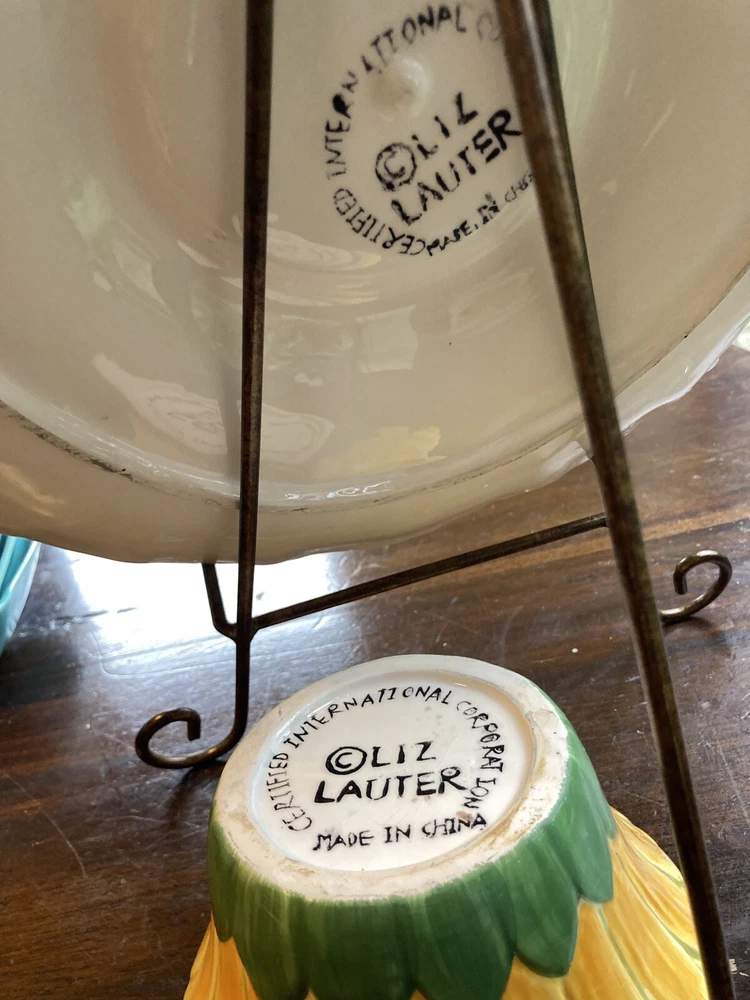 CERTIFIED INTERNATIONAL
©LIZ
LAUTER
MADE IN
CERTIFIED INTERNATIONAL CORPORATION
©LIZ
LAUTER
MADE IN CHINA